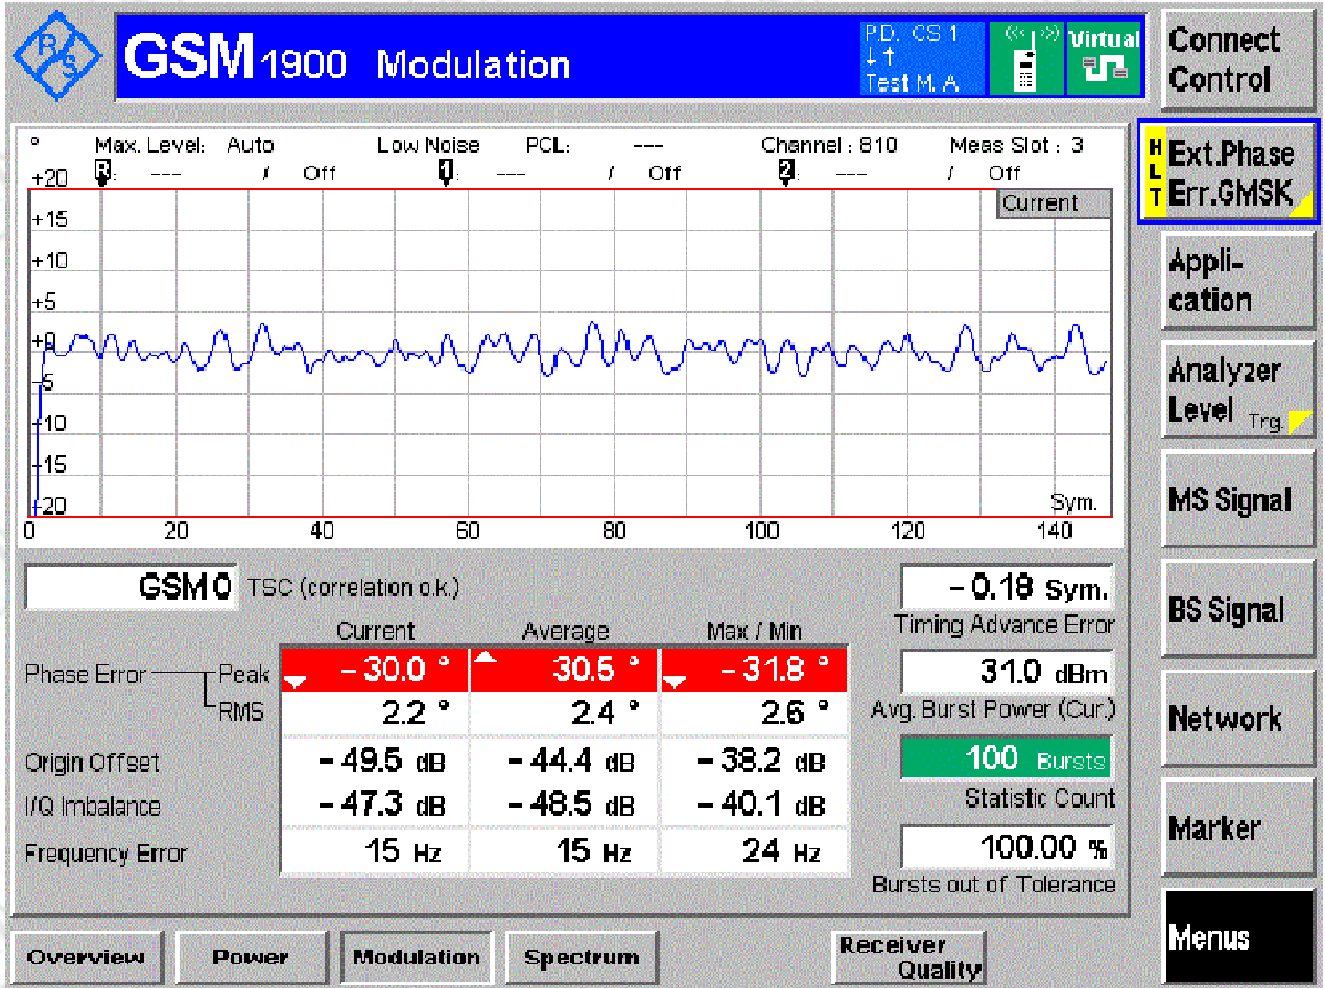 R S
GSM 1900 Modulation
P.D. CS 1
Test M. A.
Virtual
Connect
Control
Max. Level: Auto Low Noise PCL: --- Channel : 810 Meas Slot : 3
R: --- / Off 1: --- / Off 2: --- / Off
Current
+20
+15
+10
+5
+0
-5
-10
-15
-20
Sym.
0 20 40 60 80 100 120 140
HLT
Ext.Phase
Err.GMSK
Appli-
cation
Analyzer
Level Trg.
MS Signal
BS Signal
Network
Marker
Menus
GSM 0 TSC (correlation o.k.)
-0.18 Sym.
Timing Advance Error
Current Average Max / Min
Phase Error Peak -30.0 ° 30.5 ° -31.8 °
RMS 2.2 ° 2.4 ° 2.6 °
31.0 dBm
Avg. Burst Power (Cur.)
Origin Offset -49.5 dB -44.4 dB -38.2 dB
100 Bursts
Statistic Count
I/Q Imbalance -47.3 dB -48.5 dB -40.1 dB
Frequency Error 15 Hz 15 Hz 24 Hz
100.00 %
Bursts out of Tolerance
Overview Power Modulation Spectrum
Receiver
Quality